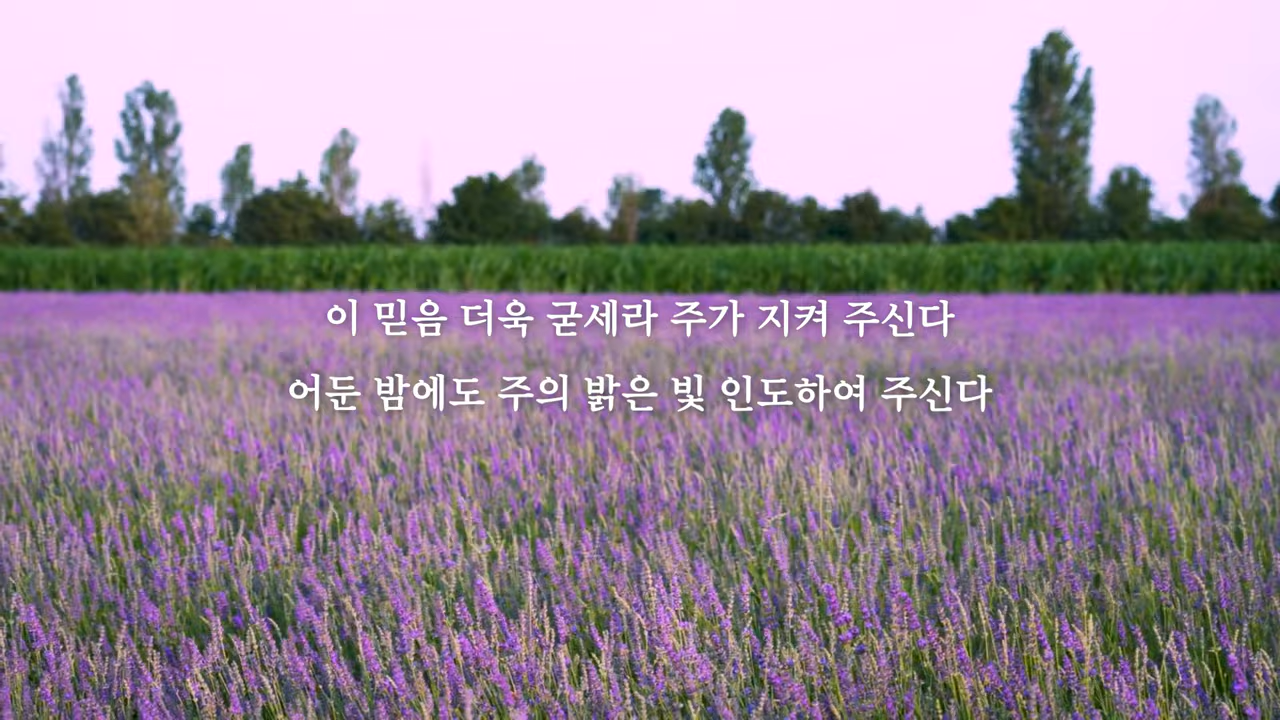 이 믿음 더욱 굳세라 주가 지켜 주신다
어둔 밤에도 주의 밝은 빛 인도하여 주신다